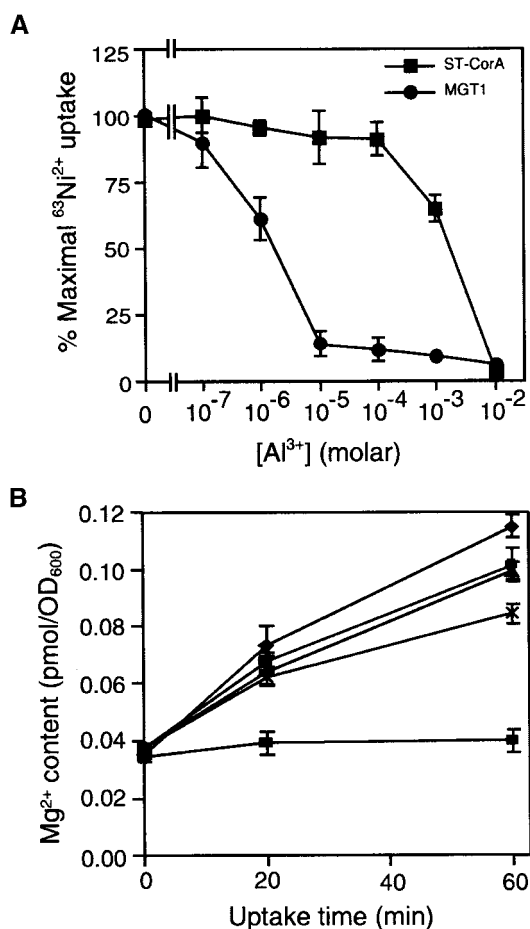 A
% Maximal ⁶³Ni²⁺ uptake
125
100
75
50
25
0
ST-CorA
MGT1
0 10⁻⁷ 10⁻⁶ 10⁻⁵ 10⁻⁴ 10⁻³ 10⁻²
[Al³⁺] (molar)
B
Mg²⁺ content (pmol/OD₆₀₀)
0.12
0.10
0.08
0.06
0.04
0.02
0.00
0 20 40 60
Uptake time (min)